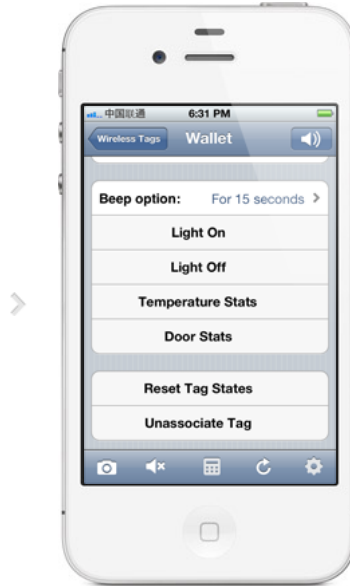 中国联通 6:31 PM
Wireless Tags Wallet
Beep option: For 15 seconds
Light On
Light Off
Temperature Stats
Door Stats
Reset Tag States
Unassociate Tag